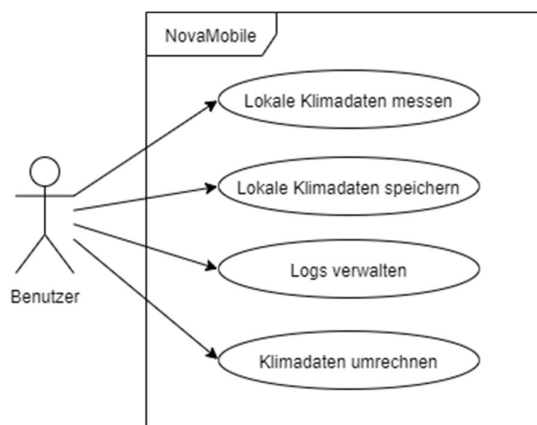 NovaMobile
Lokale Klimadaten messen
Lokale Klimadaten speichern
Logs verwalten
Benutzer
Klimadaten umrechnen